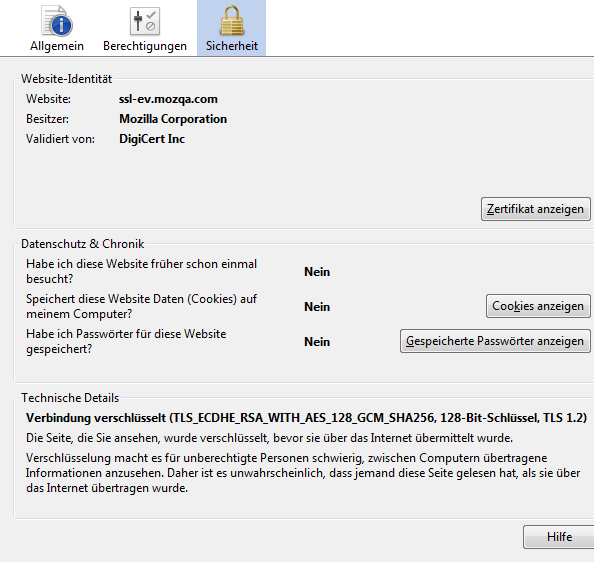 Allgemein
Berechtigungen
Sicherheit
Website-Identität
Website:
ssl-ev.mozqa.com
Besitzer:
Mozilla Corporation
Validiert von:
DigiCert Inc
Zertifikat anzeigen
Datenschutz & Chronik
Habe ich diese Website früher schon einmal
besucht?
Nein
Speichert diese Website Daten (Cookies) auf
meinem Computer?
Nein
Cookies anzeigen
Habe ich Passwörter für diese Website
gespeichert?
Nein
Gespeicherte Passwörter anzeigen
Technische Details
Verbindung verschlüsselt (TLS_ECDHE_RSA_WITH_AES_128_GCM_SHA256, 128-Bit-Schlüssel, TLS 1.2)
Die Seite, die Sie ansehen, wurde verschlüsselt, bevor sie über das Internet übermittelt wurde.
Verschlüsselung macht es für unberechtigte Personen schwierig, zwischen Computern übertragene
Informationen anzusehen. Daher ist es unwahrscheinlich, dass jemand diese Seite gelesen hat, als sie über
das Internet übertragen wurde.
Hilfe